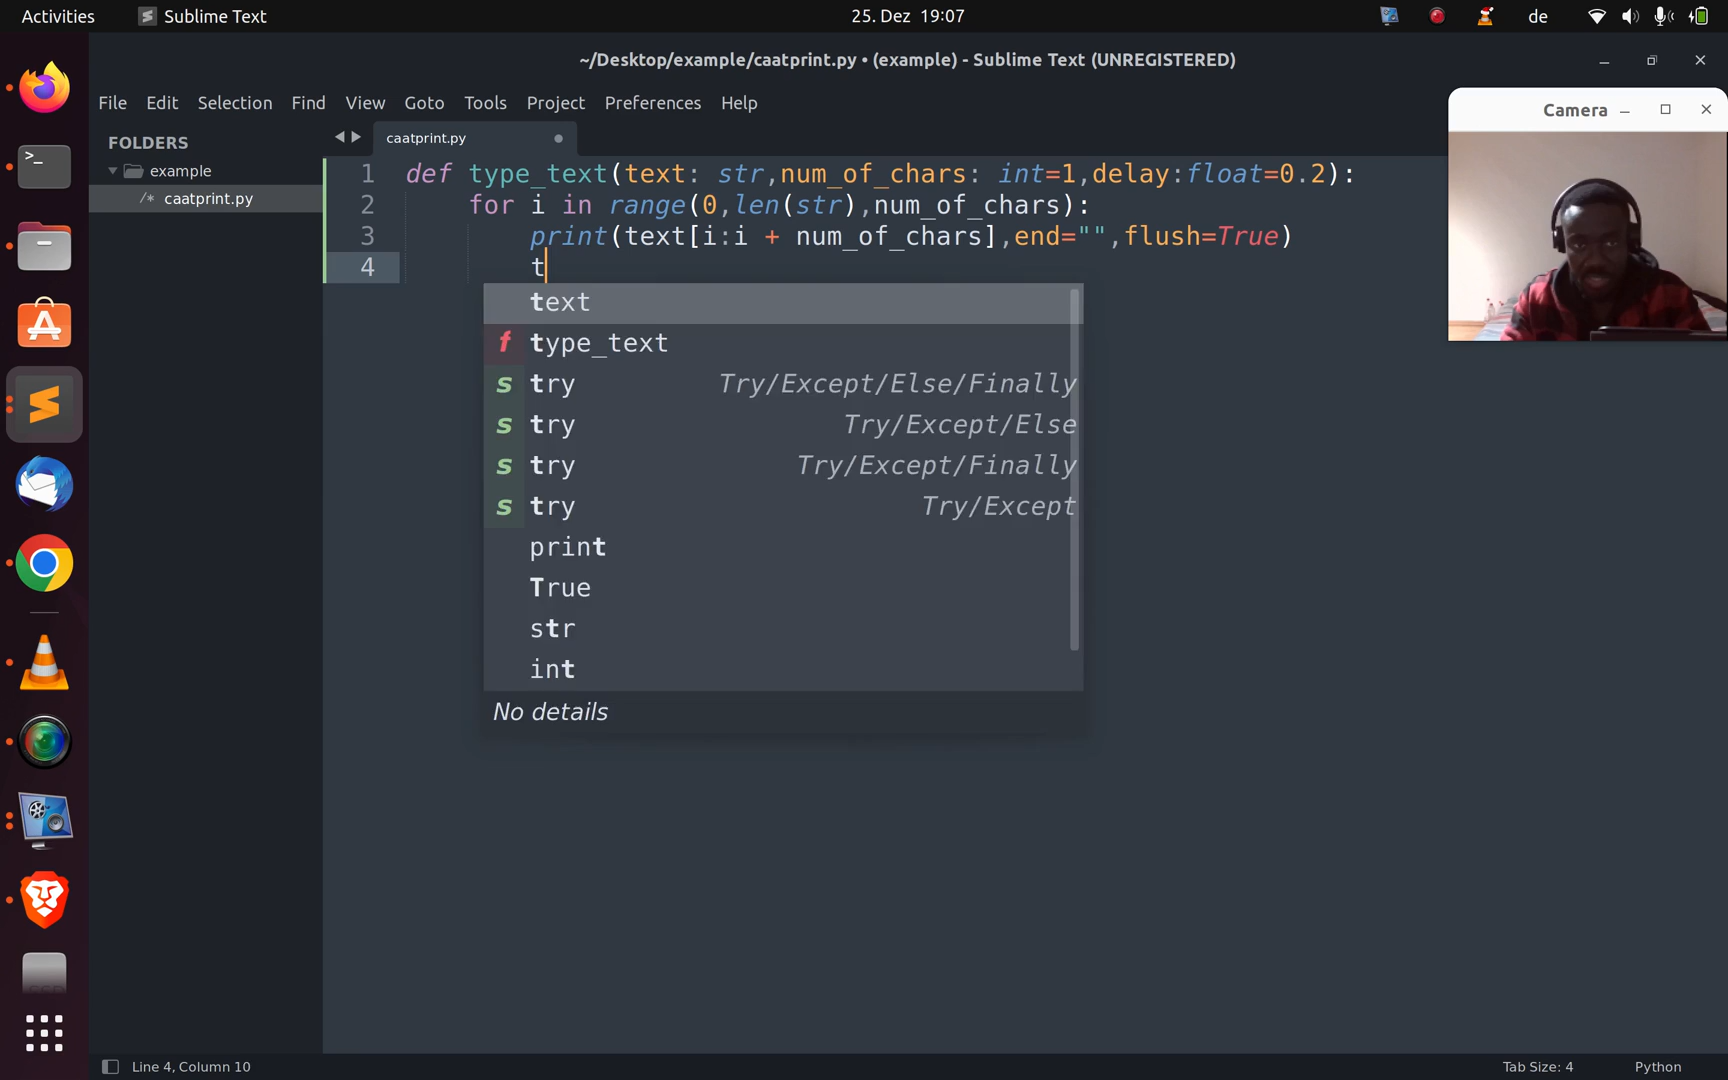 Activities
Sublime Text
25. Dez 19:07
de
~/Desktop/example/caatprint.py • (example) - Sublime Text (UNREGISTERED)
File Edit Selection Find View Goto Tools Project Preferences Help
Camera
FOLDERS
example
/* caatprint.py
caatprint.py
1 def type_text(text: str,num_of_chars: int=1,delay:float=0.2):
2 for i in range(0,len(str),num_of_chars):
3 print(text[i:i + num_of_chars],end="",flush=True)
4 t
text
f type_text
s try Try/Except/Else/Finally
s try Try/Except/Else
s try Try/Except/Finally
s try Try/Except
print
True
str
int
No details
Line 4, Column 10
Tab Size: 4
Python